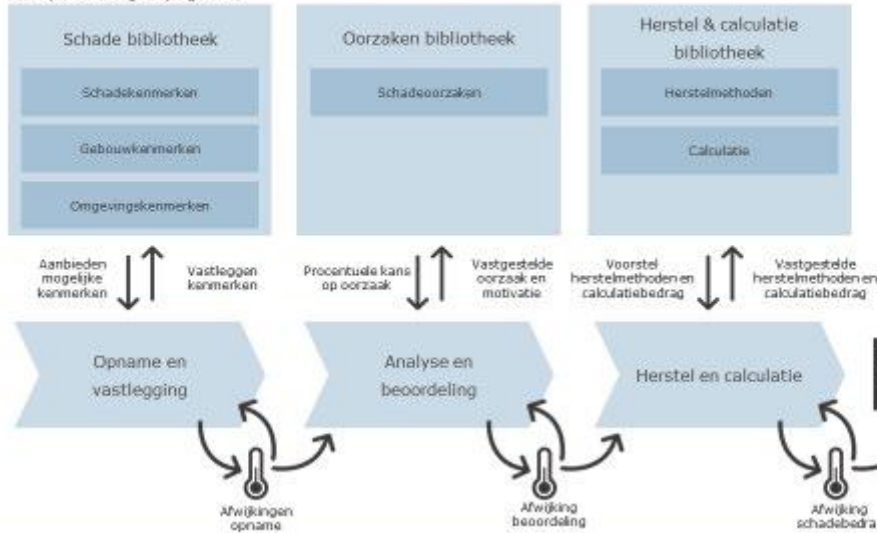 Schade bibliotheek
Schadekenmerken
Gebouwkenmerken
Omgevingskenmerken
Oorzaken bibliotheek
Schadeoorzaken
Herstel & calculatie
bibliotheek
Herstelmethoden
Calculatie
Aanbieden
mogelijke
kenmerken
Vastleggen
kenmerken
Procentuele kans
op oorzaak
Vastgestelde
oorzaak en
motivatie
Voorstel
herstelmethoden en
calculatiebedrag
Vastgestelde
herstelmethoden en
calculatiebedrag
Opname en
vastlegging
Analyse en
beoordeling
Herstel en calculatie
Afwijkingen
opname
Afwijking
beoordeling
Afwijking
schadebedra